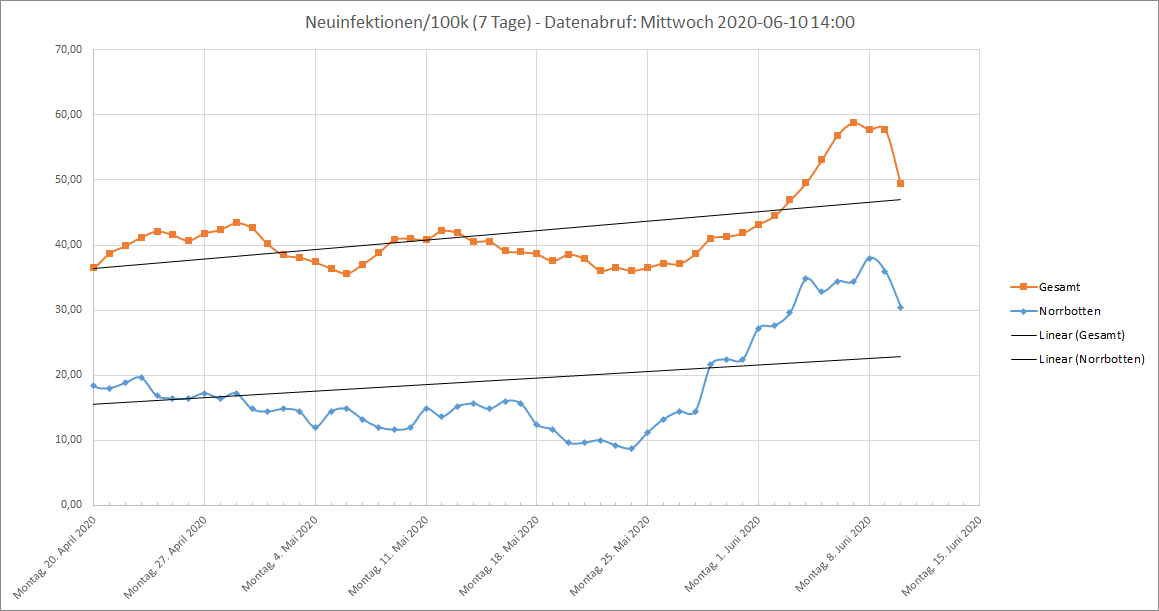 Neuinfektionen/100k (7 Tage) - Datenabruf: Mittwoch 2020-06-10 14:00
70,00
60,00
50,00
40,00
30,00
20,00
10,00
0,00
Montag, 20. April 2020
Montag, 27. April 2020
Montag, 4. Mai 2020
Montag, 11. Mai 2020
Montag, 18. Mai 2020
Montag, 25. Mai 2020
Montag, 1. Juni 2020
Montag, 8. Juni 2020
Montag, 15. Juni 2020
Gesamt
Norrbotten
Linear (Gesamt)
Linear (Norrbotten)